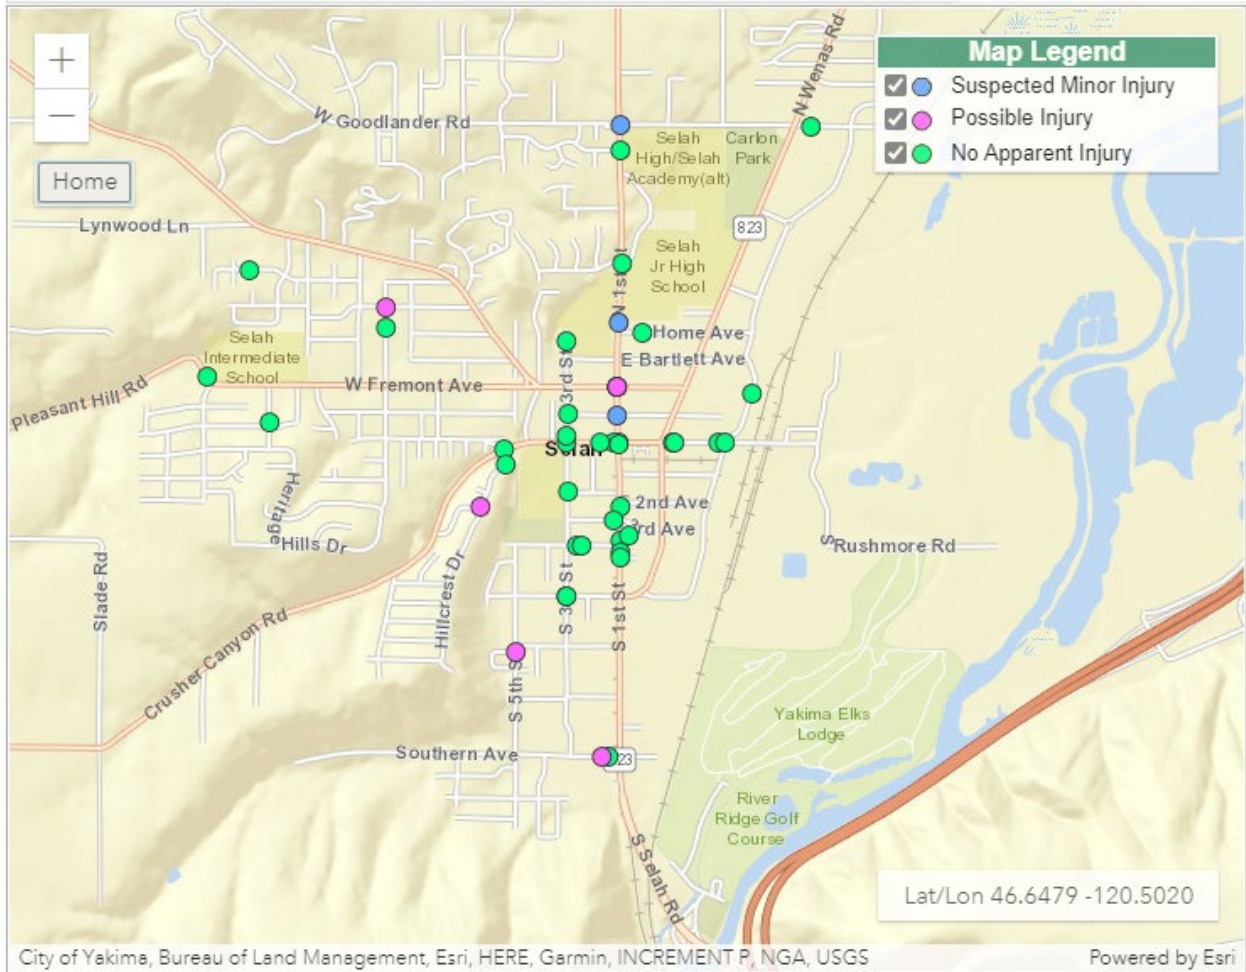 +
Map Legend
Suspected Minor Injury
Possible Injury
No Apparent Injury
−
Home
W Goodlander Rd
N Wenas Rd
Selah
High/Selah
Academy(alt)
Carlon
Park
Lynwood Ln
823
Selah
Jr High
School
N 1st
Home Ave
E Bartlett Ave
Selah
Intermediate
School
W Fremont Ave
Pleasant Hill Rd
3rd St
Selah
2nd Ave
3rd Ave
Heritage
Hills Dr
S
Rushmore Rd
Slade Rd
Hillcrest Dr
S 3rd St
S 1st St
Crusher Canyon Rd
S 5th S
Yakima Elks
Lodge
Southern Ave
23
River
Ridge Golf
Course
S Selah Rd
Lat/Lon 46.6479 -120.5020
City of Yakima, Bureau of Land Management, Esri, HERE, Garmin, INCREMENT P, NGA, USGS
Powered by Esri